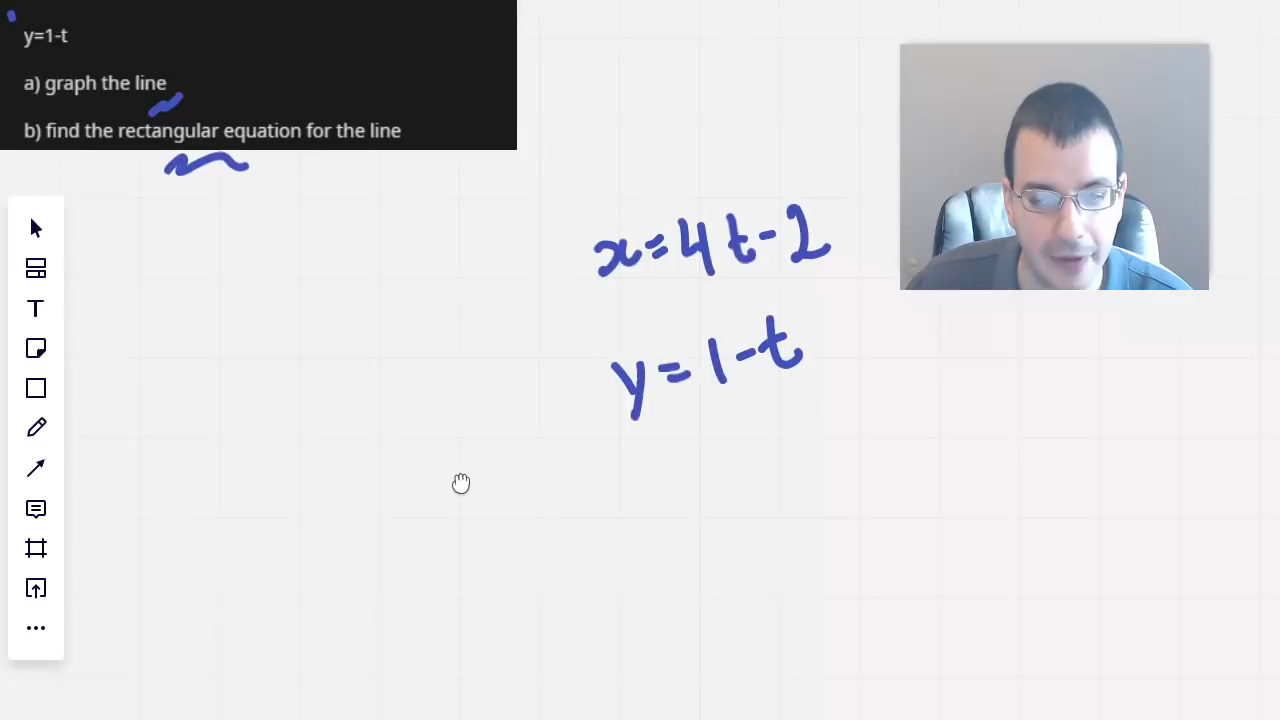 y=1-t
a) graph the line
b) find the rectangular equation for the line
x=4t-2
y=1-t
T